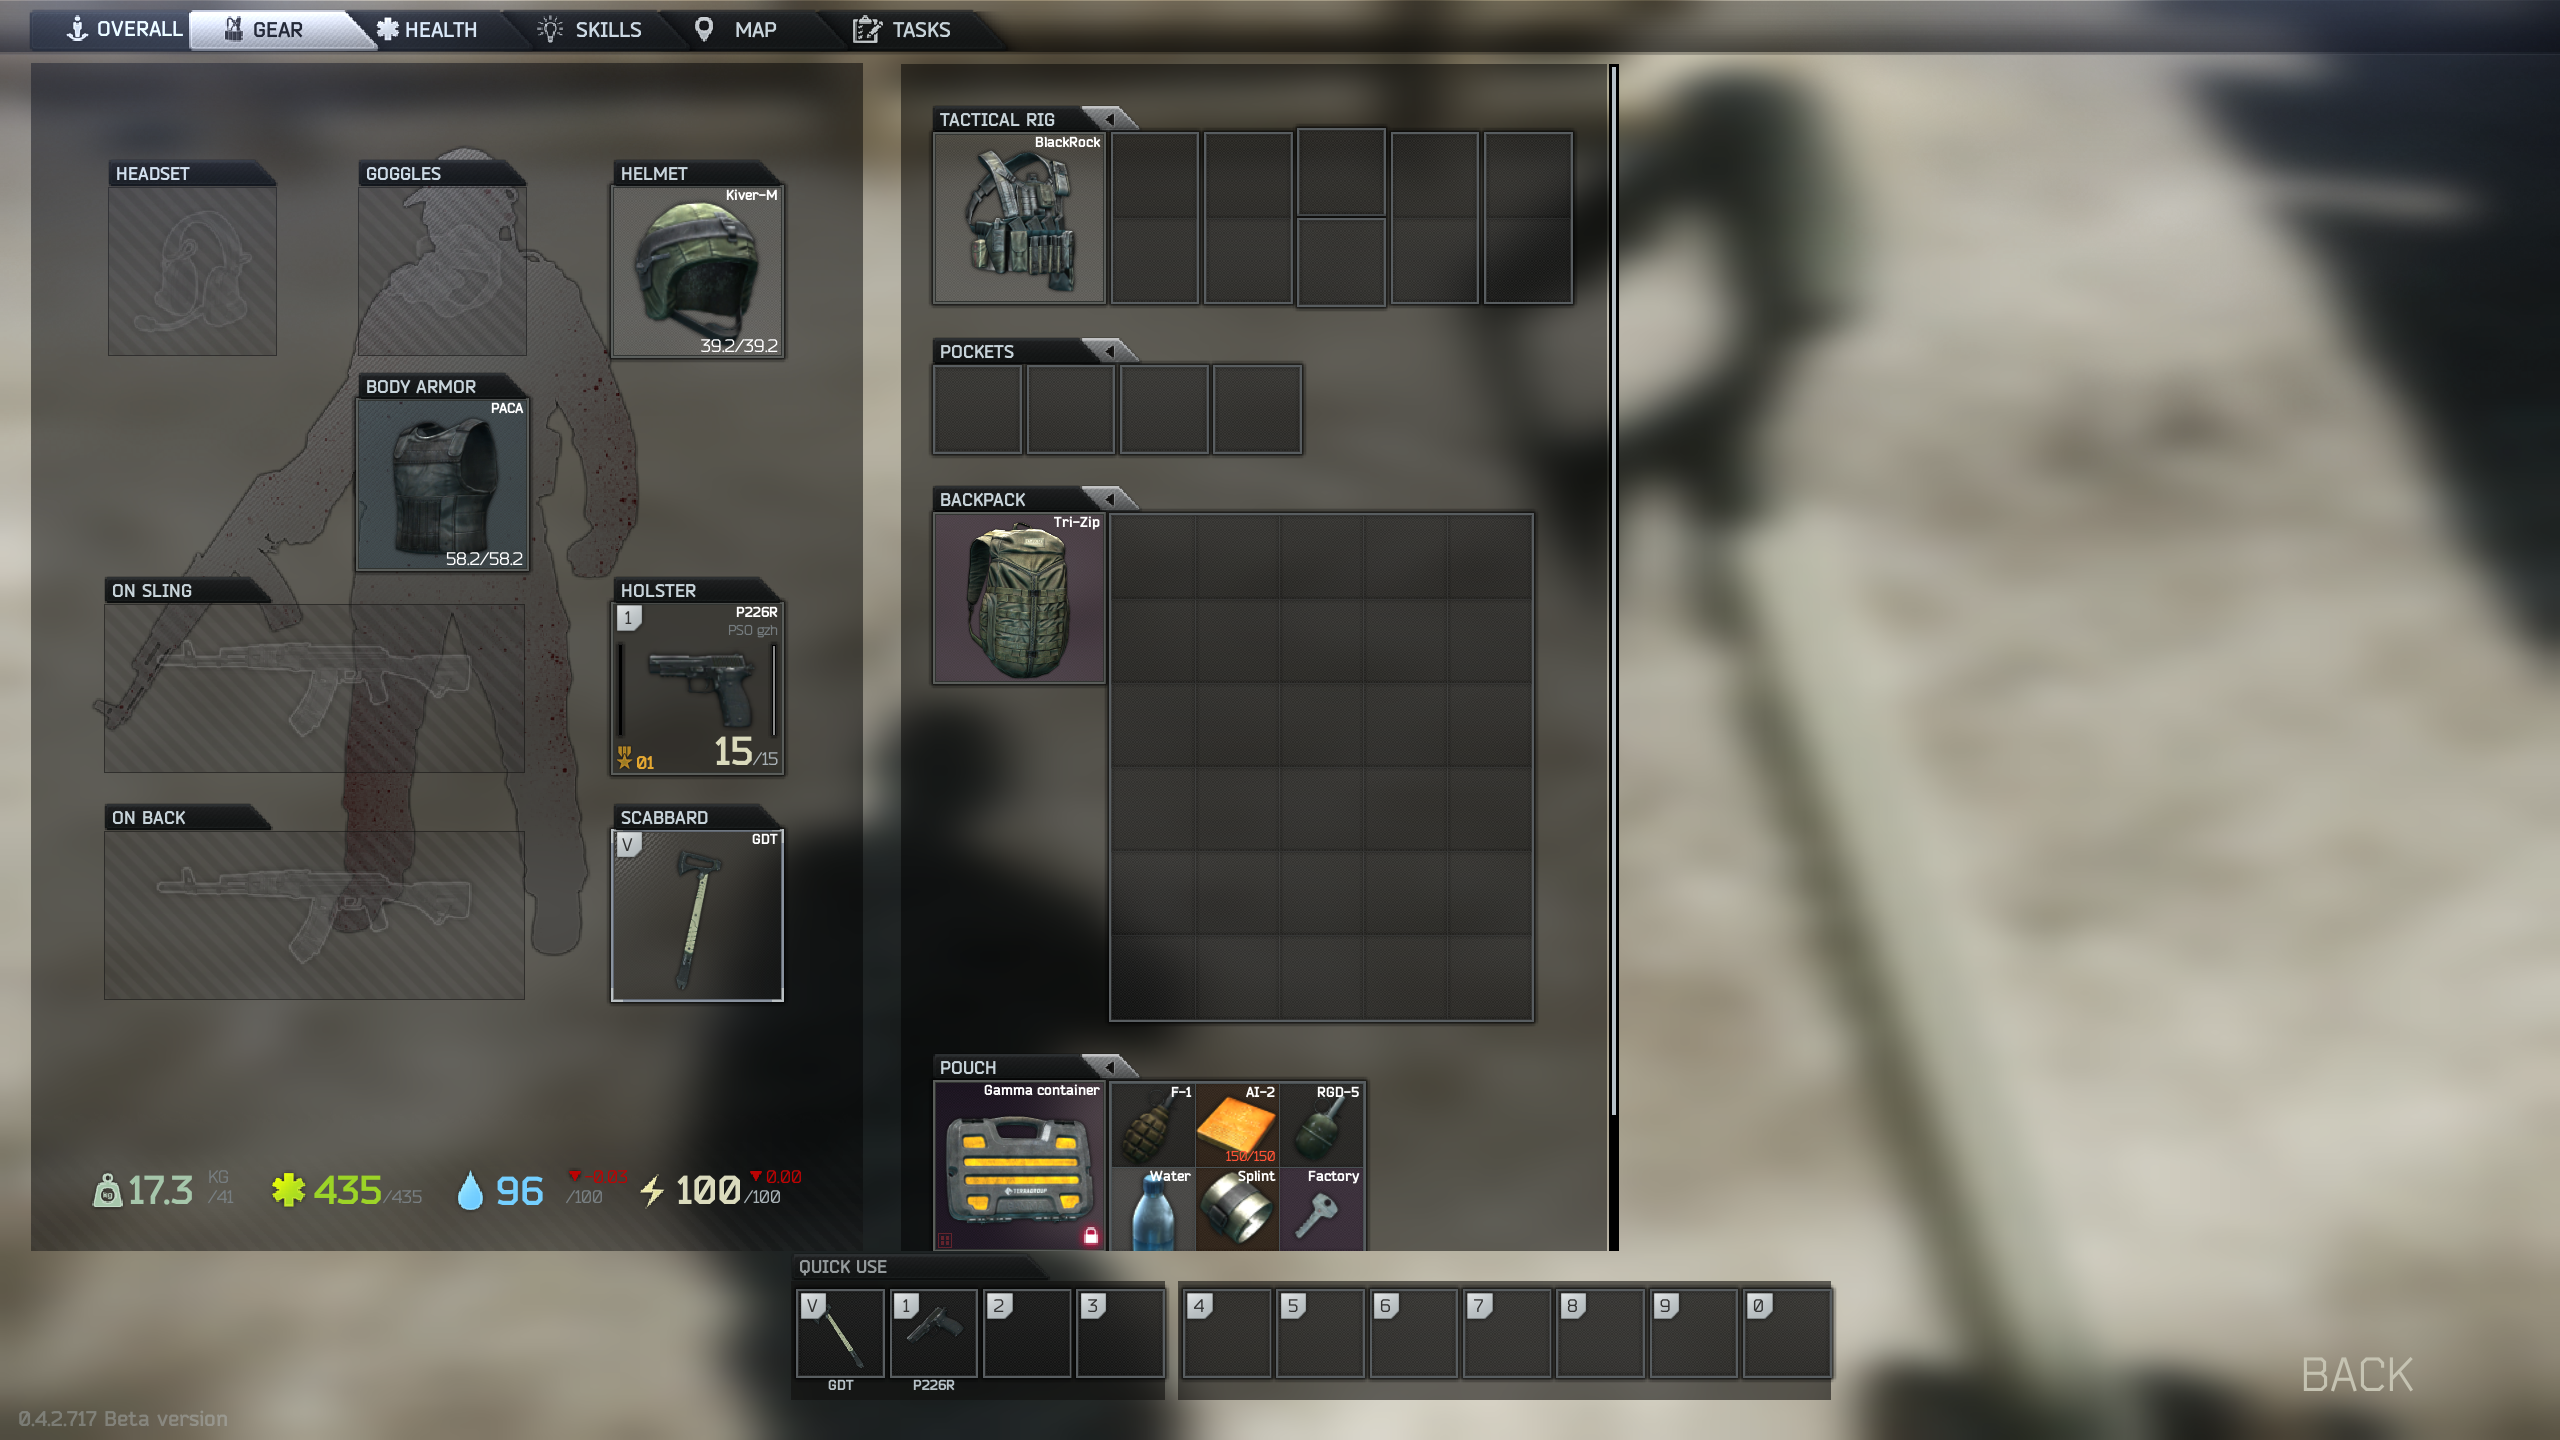 OVERALL
GEAR
HEALTH
SKILLS
MAP
TASKS
HEADSET
GOGGLES
HELMET
Kiver-M
39.2/39.2
BODY ARMOR
PACA
58.2/58.2
ON SLING
HOLSTER
1
P226R
PSO gzh
01
15/15
ON BACK
SCABBARD
V
GDT
17.3 KG /41
435/435
96 -0.03 /100
100 0.00 /100
TACTICAL RIG
BlackRock
POCKETS
BACKPACK
Tri-Zip
POUCH
Gamma container
TERRAGROUP
F-1
AI-2
150/150
RGD-5
Water
Splint
Factory
QUICK USE
V
1
2
3
4
5
6
7
8
9
0
GDT
P226R
BACK
0.4.2.717 Beta version